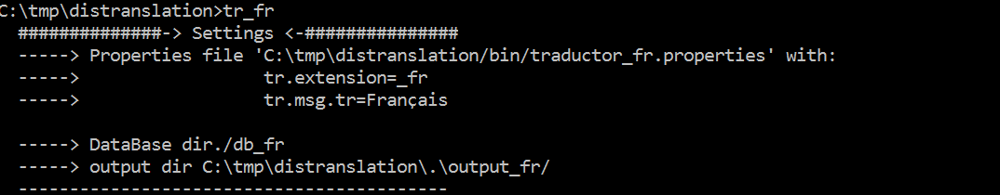 C:\tmp\distranslation>tr_fr
##############-> Settings <-###############
-----> Properties file 'C:\tmp\distranslation/bin/traductor_fr.properties' with:
-----> tr.extension=_fr
-----> tr.msg.tr=Français
-----> DataBase dir./db_fr
-----> output dir C:\tmp\distranslation\.\output_fr/
------------------------------------------